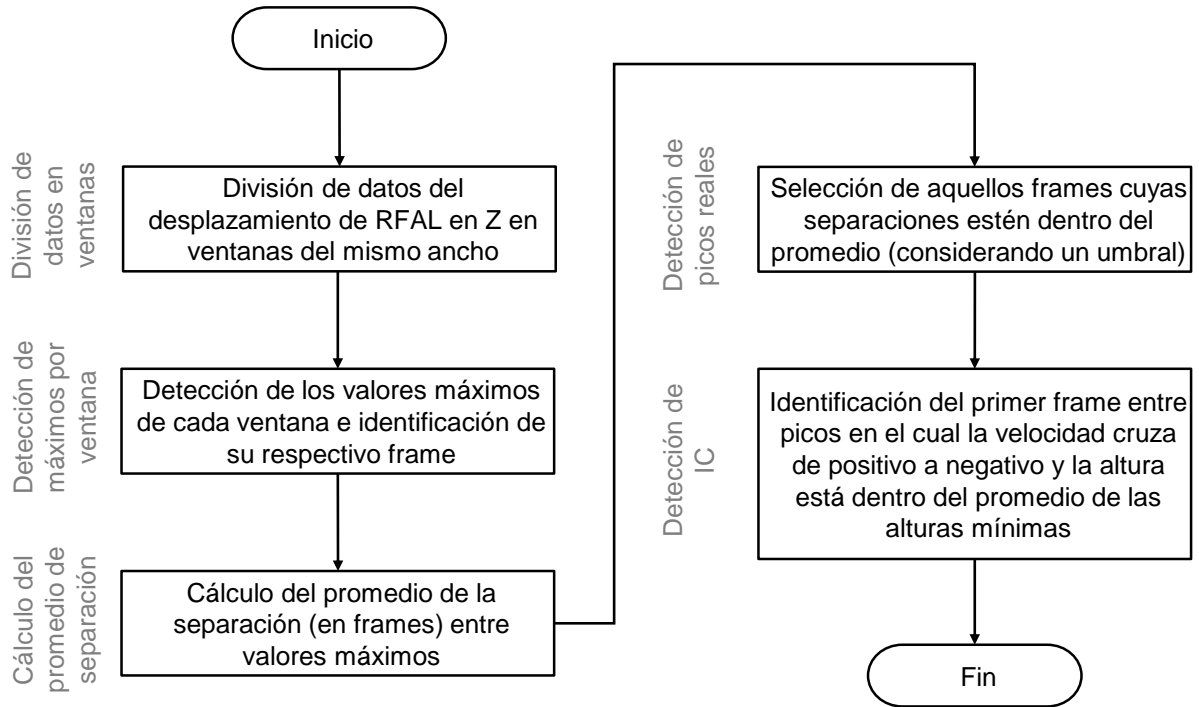 Inicio
División de
datos en
ventanas
División de datos del
desplazamiento de RFAL en Z en
ventanas del mismo ancho
Detección de
máximos por
ventana
Detección de los valores máximos
de cada ventana e identificación de
su respectivo frame
Cálculo del
promedio de
separación
Cálculo del promedio de la
separación (en frames) entre
valores máximos
Detección de
picos reales
Selección de aquellos frames cuyas
separaciones estén dentro del
promedio (considerando un umbral)
Detección de
IC
Identificación del primer frame entre
picos en el cual la velocidad cruza
de positivo a negativo y la altura
está dentro del promedio de las
alturas mínimas
Fin